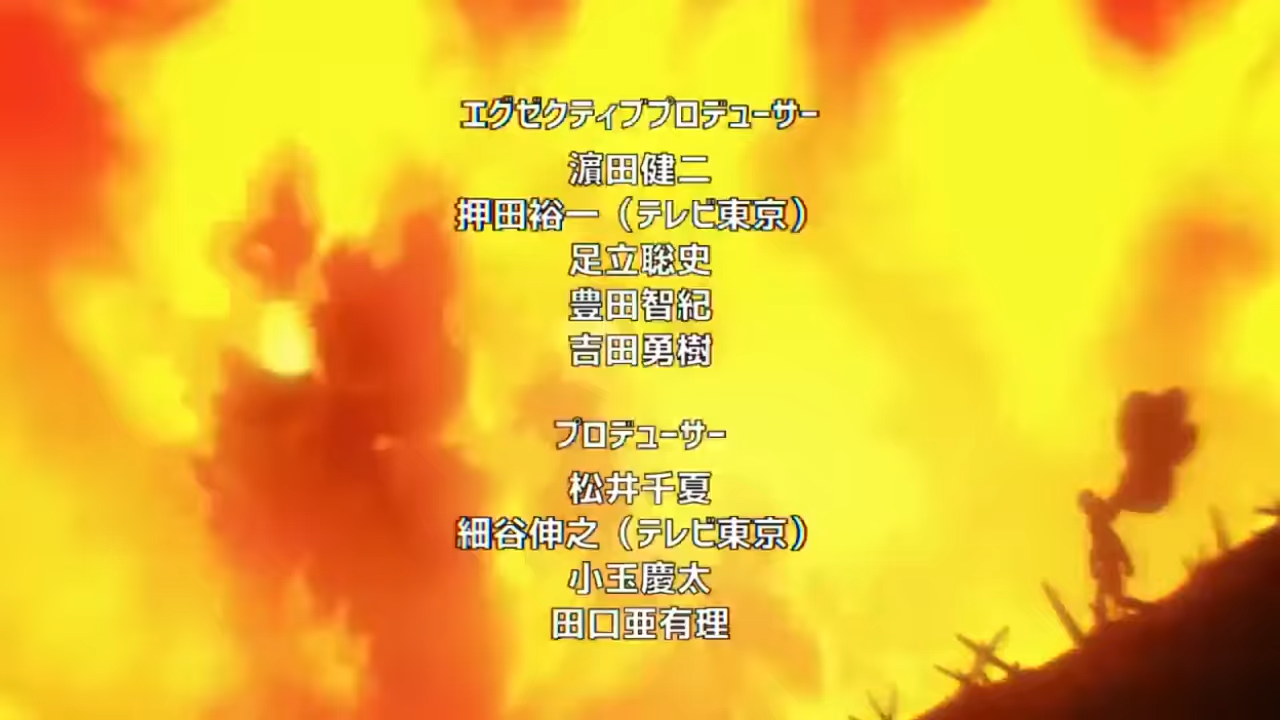 エグゼクティブプロデューサー
濵田健二
押田裕一（テレビ東京）
足立聡史
豊田智紀
吉田勇樹
プロデューサー
松井千夏
細谷伸之（テレビ東京）
小玉慶太
田口亜有理